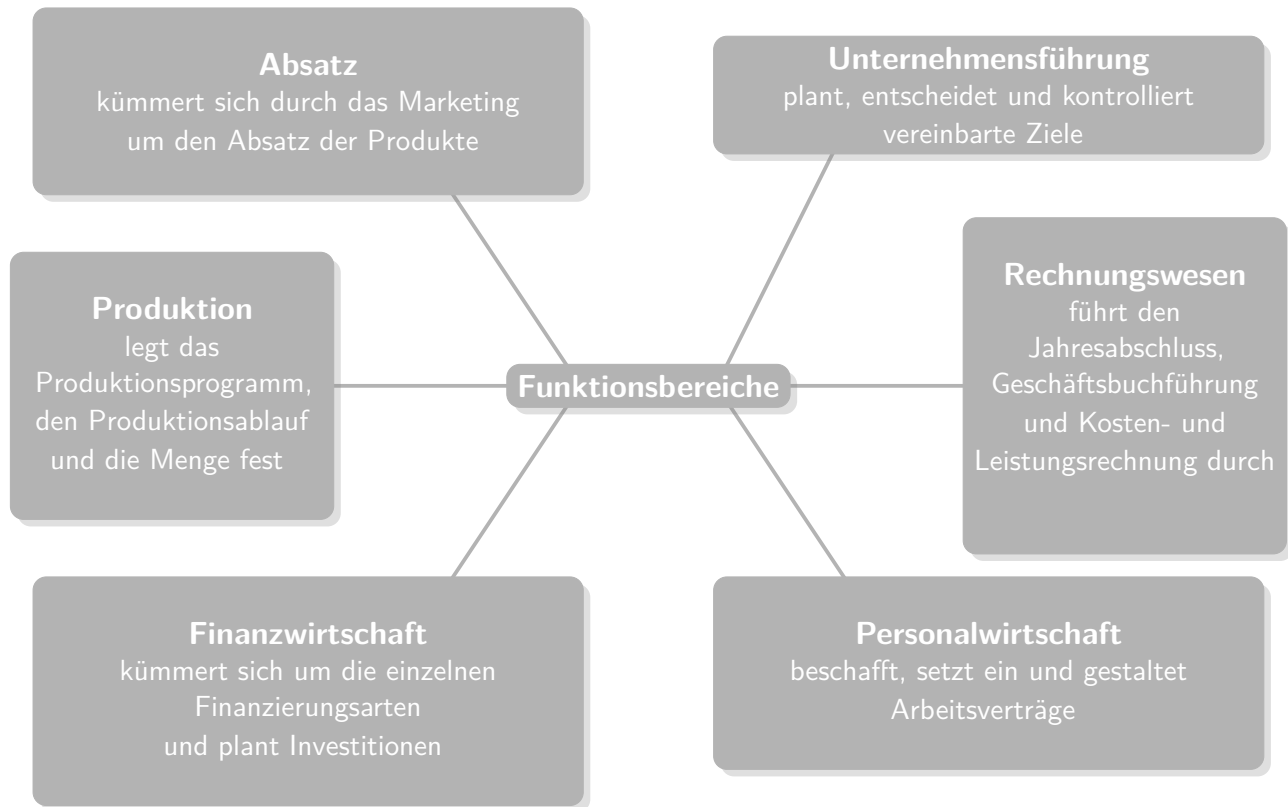 Absatz
kümmert sich durch das Marketing
um den Absatz der Produkte
Unternehmensführung
plant, entscheidet und kontrolliert
vereinbarte Ziele
Produktion
legt das
Produktionsprogramm,
den Produktionsablauf
und die Menge fest
Funktionsbereiche
Rechnungswesen
führt den
Jahresabschluss,
Geschäftsbuchführung
und Kosten- und
Leistungsrechnung durch
Finanzwirtschaft
kümmert sich um die einzelnen
Finanzierungsarten
und plant Investitionen
Personalwirtschaft
beschafft, setzt ein und gestaltet
Arbeitsverträge